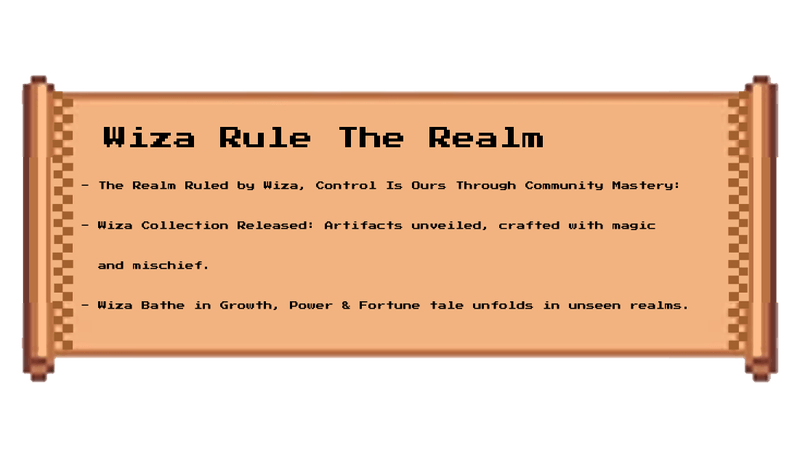 Wiza Rule The Realm
- The Realm Ruled by Wiza, Control Is Ours Through Community Mastery:
- Wiza Collection Released: Artifacts unveiled, crafted with magic
and mischief.
- Wiza Bathe in Growth, Power & Fortune tale unfolds in unseen realms.